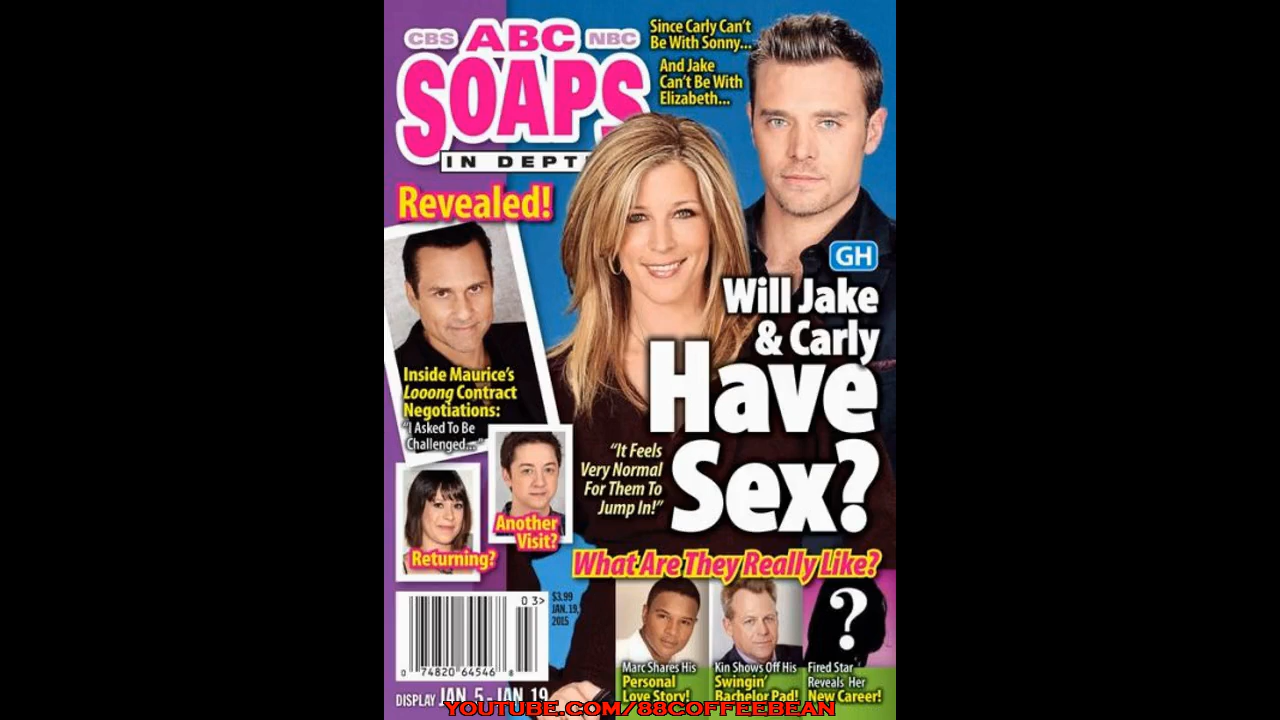 CBS ABC NBC
SOAPS
IN DEPT
Since Carly Can't
Be With Sonny...
And Jake
Can't Be With
Elizabeth...
Revealed!
GH
Will Jake
& Carly
Have
Sex?
"It Feels
Very Normal
For Them To
Jump In!"
Inside Maurice's
Looong Contract
Negotiations:
"I Asked To Be
Challenged..."
Another
Visit?
Returning?
What Are They Really Like?
?
Marc Shares His
Personal
Love Story!
Kin Shows Off His
Swingin'
Bachelor Pad!
Fired Star
Reveals Her
New Career!
03>
$3.99
JAN. 19,
2015
0 74820 64546 8
DISPLAY JAN. 5 - JAN. 19
YOUTUBE.COM/88COFFEEBEAN